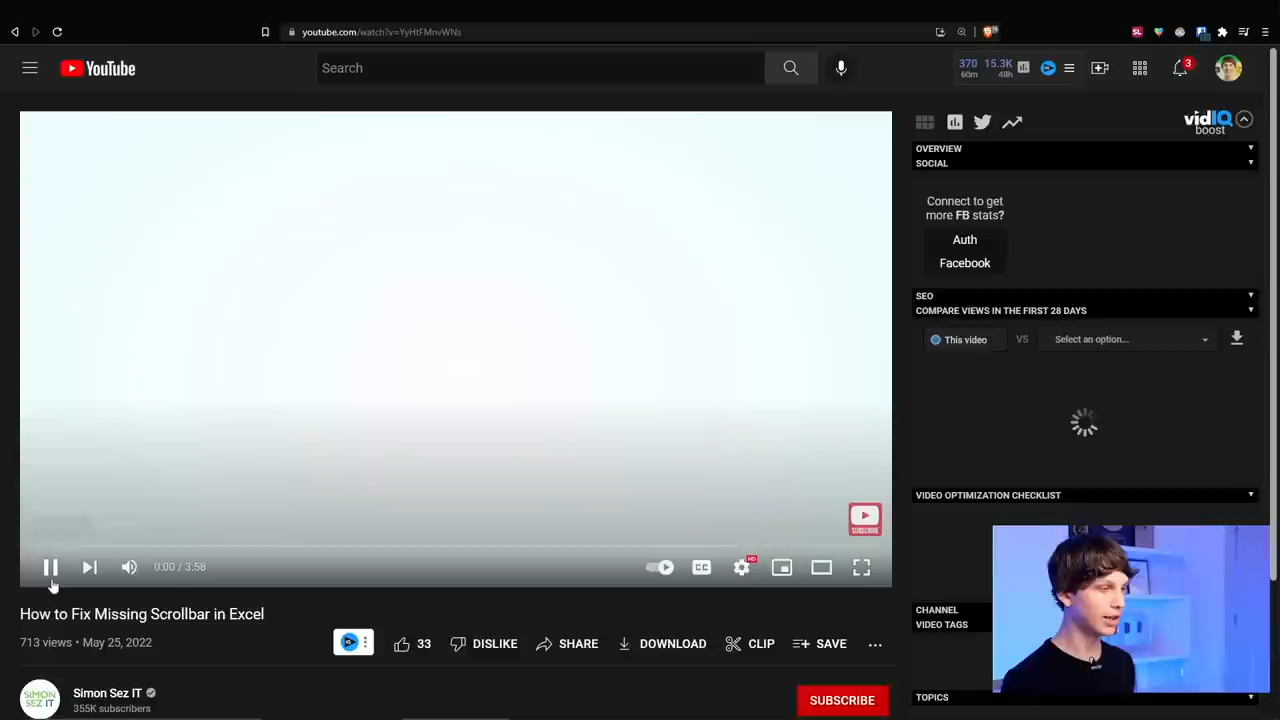 youtube.com/watch?v=YyHtFMnvWNs
SL
YouTube
Search
370 15.3K
60m 48h
3
vidIQ
boost
OVERVIEW
SOCIAL
Connect to get
more FB stats?
Auth
Facebook
SEO
COMPARE VIEWS IN THE FIRST 28 DAYS
This video VS Select an option...
VIDEO OPTIMIZATION CHECKLIST
SUBSCRIBE
0:00 / 3:58
CC
HD
How to Fix Missing Scrollbar in Excel
713 views • May 25, 2022
33 DISLIKE SHARE DOWNLOAD CLIP SAVE
CHANNEL
VIDEO TAGS
TOPICS
SIMON
SEZ IT
Simon Sez IT
355K subscribers
SUBSCRIBE